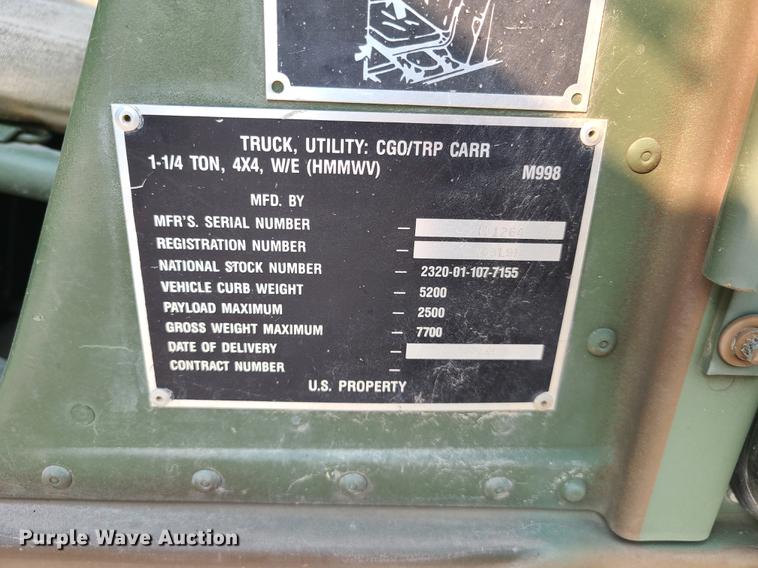 TRUCK, UTILITY: CGO/TRP CARR
1-1/4 TON, 4X4, W/E (HMMWV) M998
MFD. BY
MFR'S. SERIAL NUMBER —
REGISTRATION NUMBER —
NATIONAL STOCK NUMBER — 2320-01-107-7155
VEHICLE CURB WEIGHT — 5200
PAYLOAD MAXIMUM — 2500
GROSS WEIGHT MAXIMUM — 7700
DATE OF DELIVERY —
CONTRACT NUMBER —
U.S. PROPERTY
Purple Wave Auction